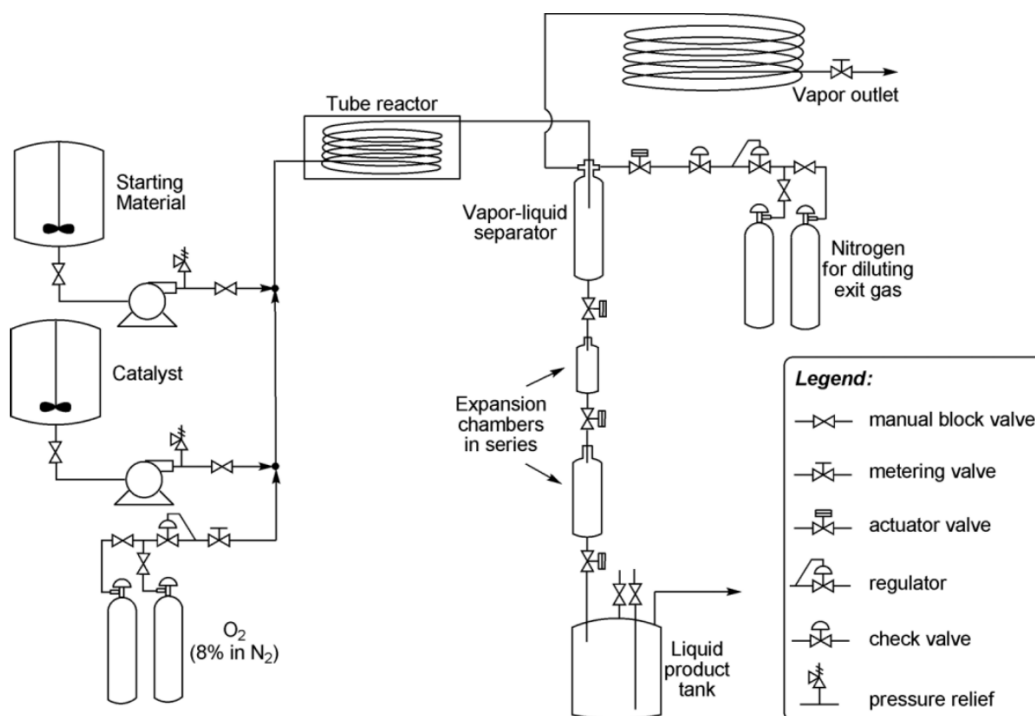 Tube reactor
Vapor outlet
Starting
Material
Vapor-liquid
separator
Nitrogen
for diluting
exit gas
Catalyst
Expansion
chambers
in series
O₂
(8% in N₂)
Liquid
product
tank
Legend:
manual block valve
metering valve
actuator valve
regulator
check valve
pressure relief